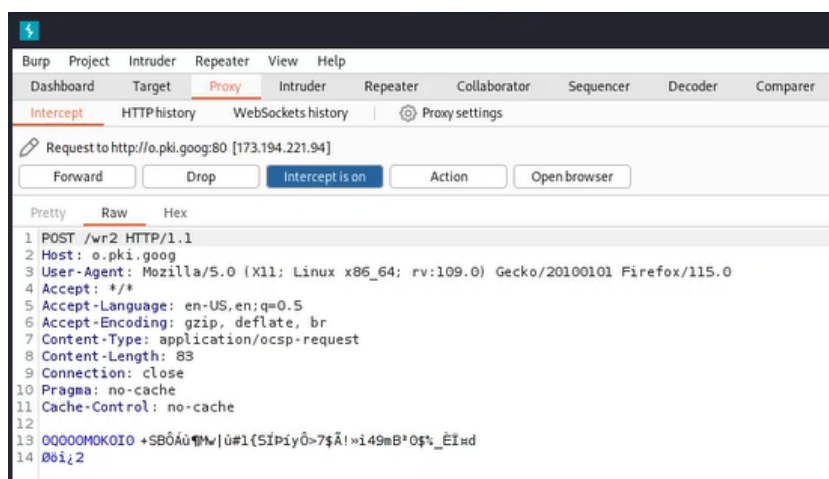 Burp Project Intruder Repeater View Help
Dashboard Target Proxy Intruder Repeater Collaborator Sequencer Decoder Comparer
Intercept HTTP history WebSockets history Proxy settings
Request to http://o.pki.goog:80 [173.194.221.94]
Forward Drop Intercept is on Action Open browser
Pretty Raw Hex
1 POST /wr2 HTTP/1.1
2 Host: o.pki.goog
3 User-Agent: Mozilla/5.0 (X11; Linux x86_64; rv:109.0) Gecko/20100101 Firefox/115.0
4 Accept: */*
5 Accept-Language: en-US,en;q=0.5
6 Accept-Encoding: gzip, deflate, br
7 Content-Type: application/ocsp-request
8 Content-Length: 83
9 Connection: close
10 Pragma: no-cache
11 Cache-Control: no-cache
12
13
14 Øöi¿2